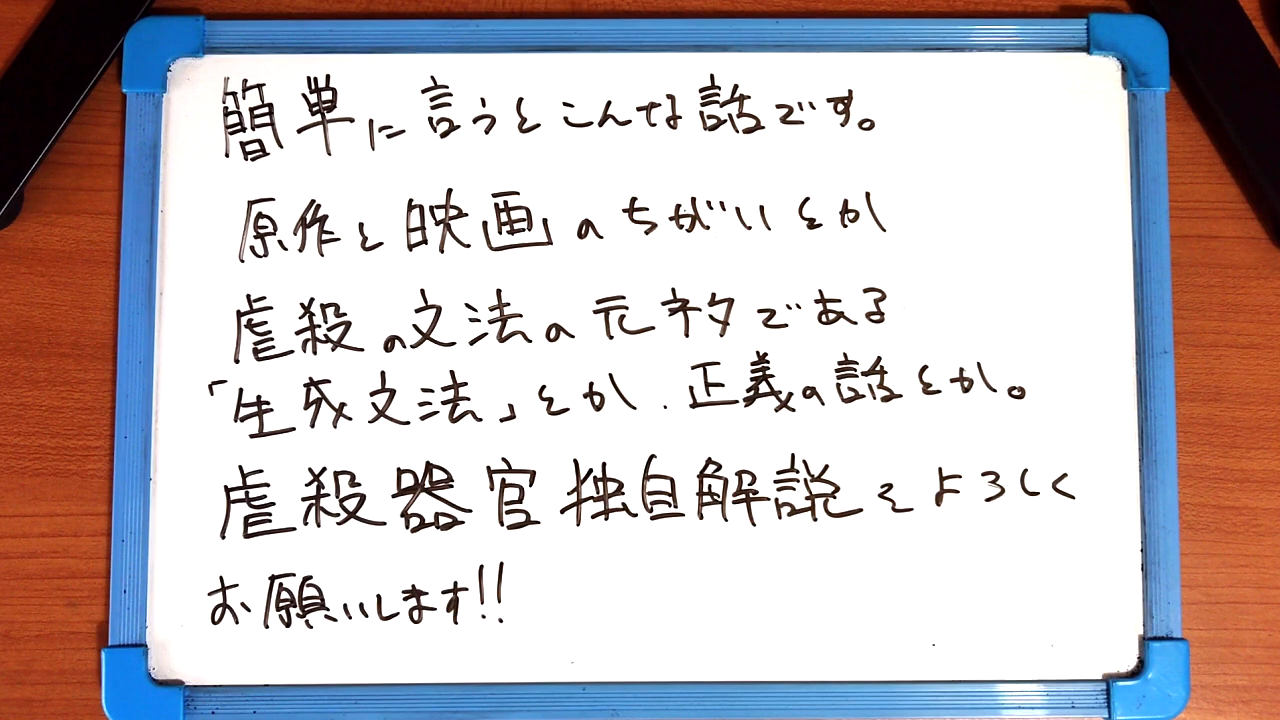 簡単に言うとこんな話です。
原作と映画のちがいとか
虐殺の文法の元ネタである
「生成文法」とか、正義の話とか。
虐殺器官独自解説をよろしく
お願いいします!!